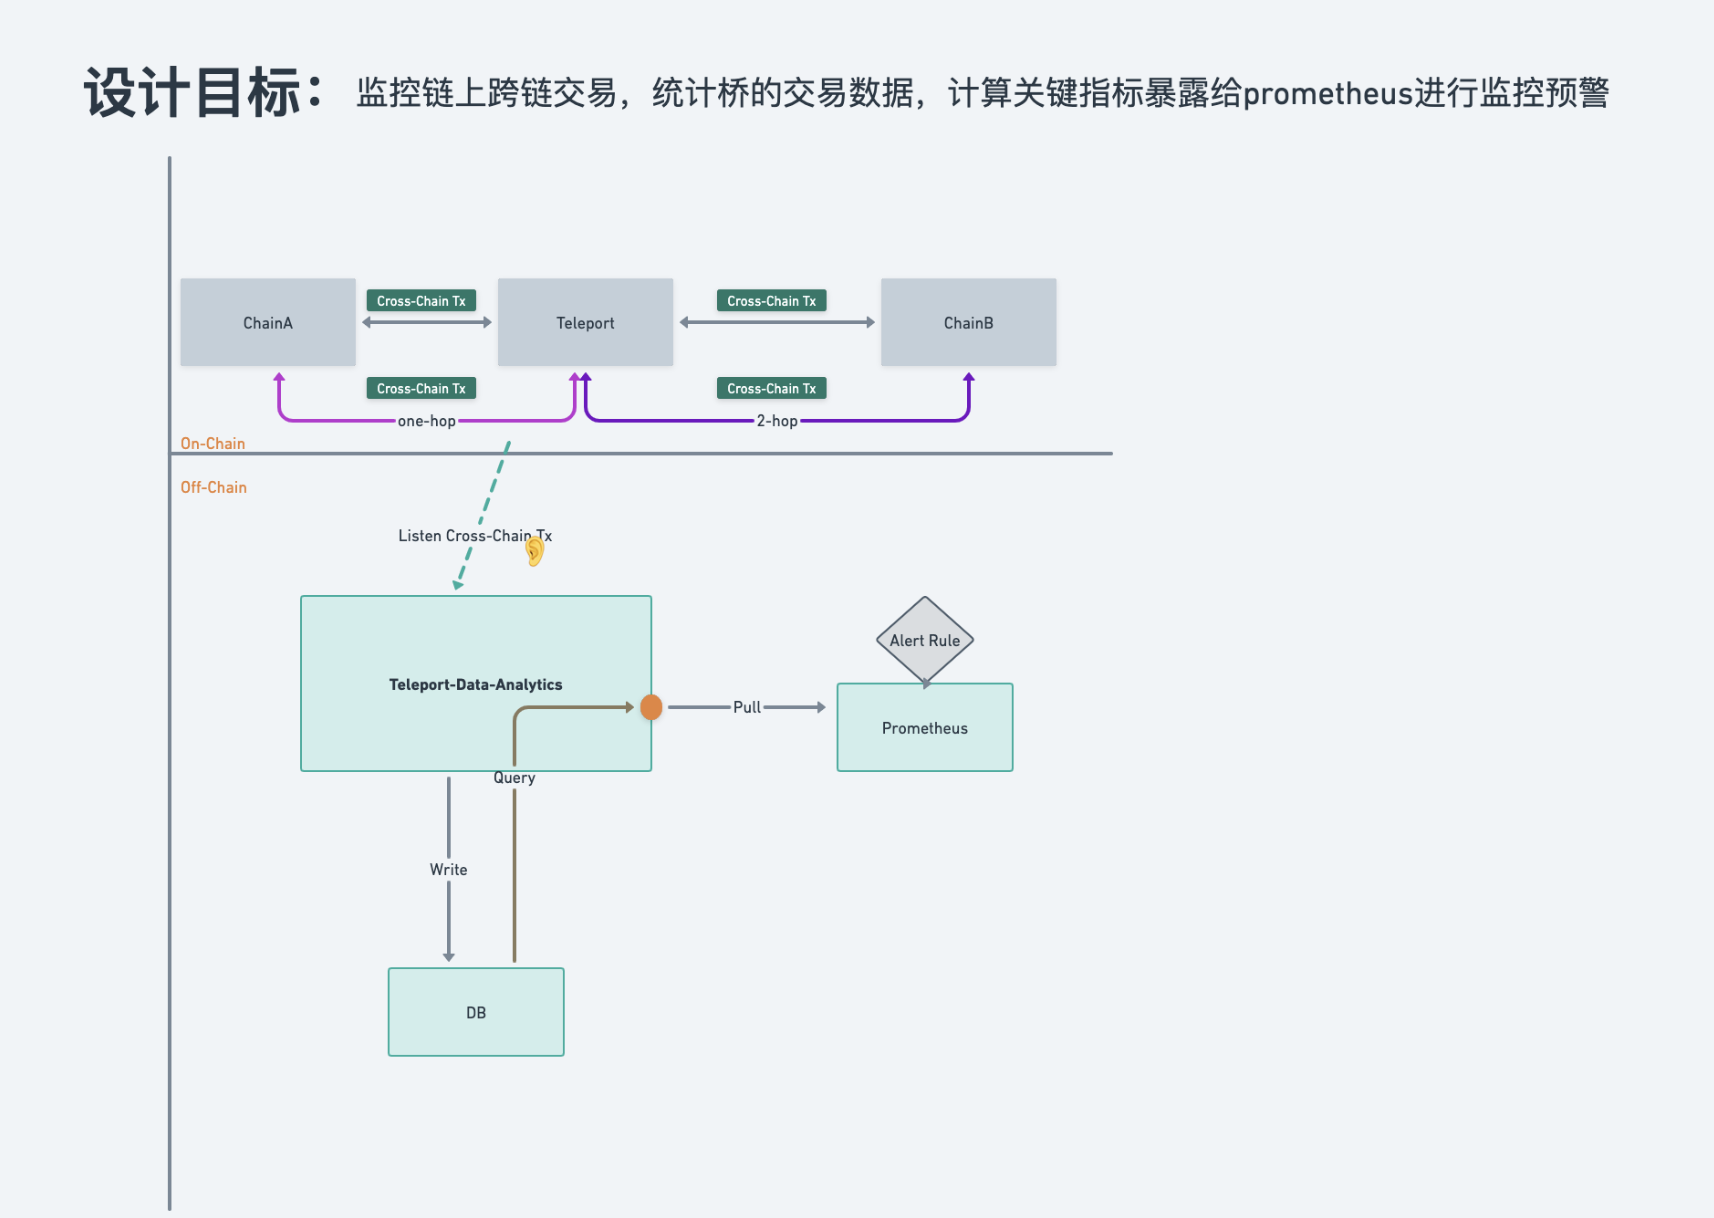 设计目标：监控链上跨链交易，统计桥的交易数据，计算关键指标暴露给prometheus进行监控预警
Cross-Chain Tx
Cross-Chain Tx
ChainA
Teleport
ChainB
Cross-Chain Tx
Cross-Chain Tx
one-hop
2-hop
On-Chain
Off-Chain
Listen Cross-Chain Tx
Alert Rule
Teleport-Data-Analytics
Pull
Prometheus
Query
Write
DB